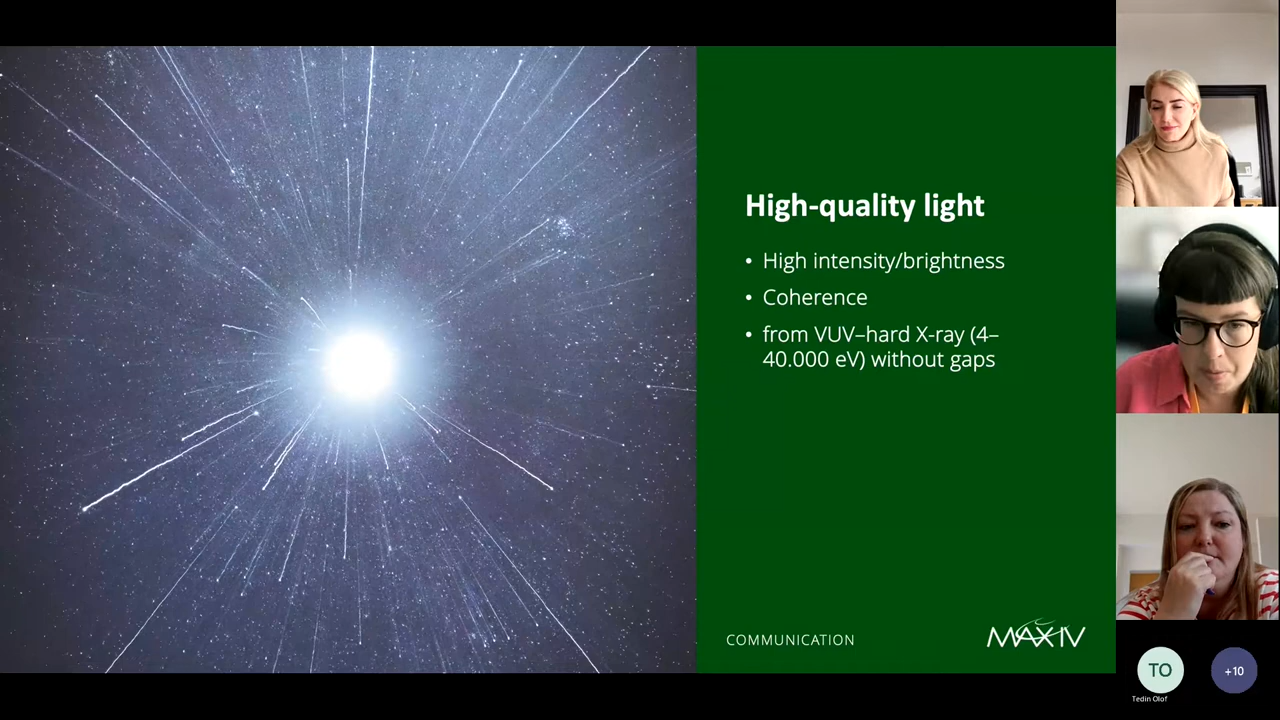 High-quality light
• High intensity/brightness
• Coherence
• from VUV–hard X-ray (4–
40.000 eV) without gaps
COMMUNICATION
MAX IV
TO
+10
Tedin Olof